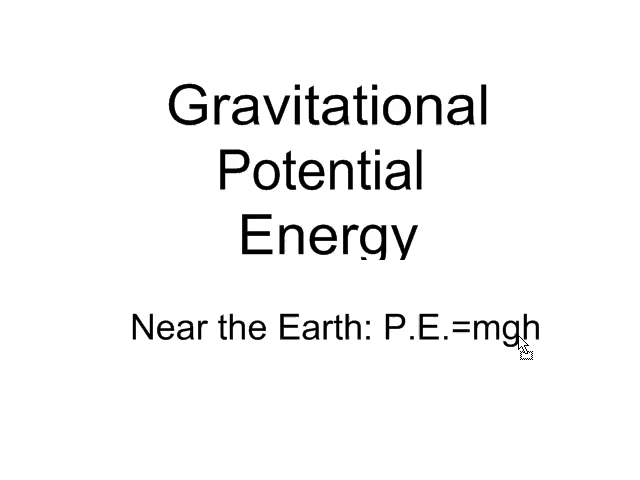 Gravitational
Potential
Energy
Near the Earth: P.E.=mgh